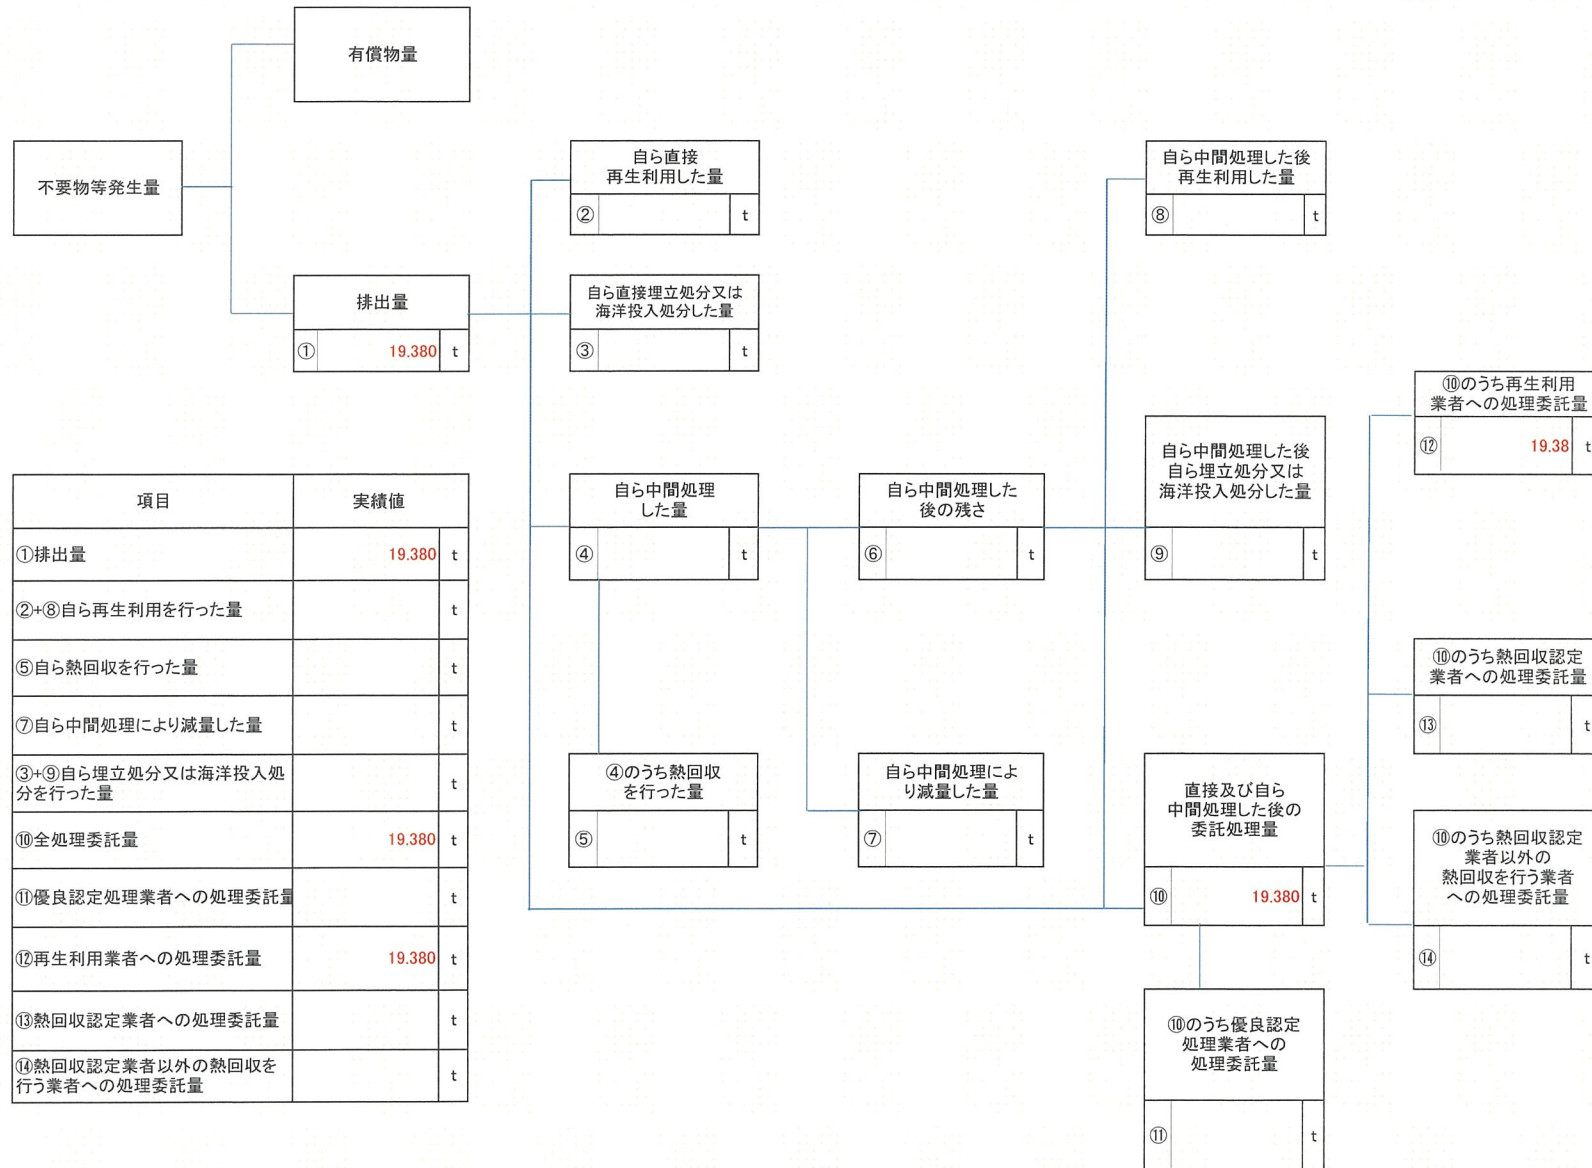 有償物量
不要物等発生量
排出量
① 19.380 t
自ら直接
再生利用した量
② t
自ら直接埋立処分又は
海洋投入処分した量
③ t
自ら中間処理
した量
④ t
④のうち熱回収
を行った量
⑤ t
自ら中間処理した
後の残さ
⑥ t
自ら中間処理によ
り減量した量
⑦ t
自ら中間処理した後
再生利用した量
⑧ t
自ら中間処理した後
自ら埋立処分又は
海洋投入処分した量
⑨ t
直接及び自ら
中間処理した後の
委託処理量
⑩ 19.380 t
⑩のうち優良認定
処理業者への
処理委託量
⑪ t
⑩のうち再生利用
業者への処理委託量
⑫ 19.38 t
⑩のうち熱回収認定
業者への処理委託量
⑬ t
⑩のうち熱回収認定
業者以外の
熱回収を行う業者
への処理委託量
⑭ t
項目 実績値
①排出量 19.380 t
②+⑧自ら再生利用を行った量 t
⑤自ら熱回収を行った量 t
⑦自ら中間処理により減量した量 t
③+⑨自ら埋立処分又は海洋投入処
分を行った量 t
⑩全処理委託量 19.380 t
⑪優良認定処理業者への処理委託量 t
⑫再生利用業者への処理委託量 19.380 t
⑬熱回収認定業者への処理委託量 t
⑭熱回収認定業者以外の熱回収を
行う業者への処理委託量 t